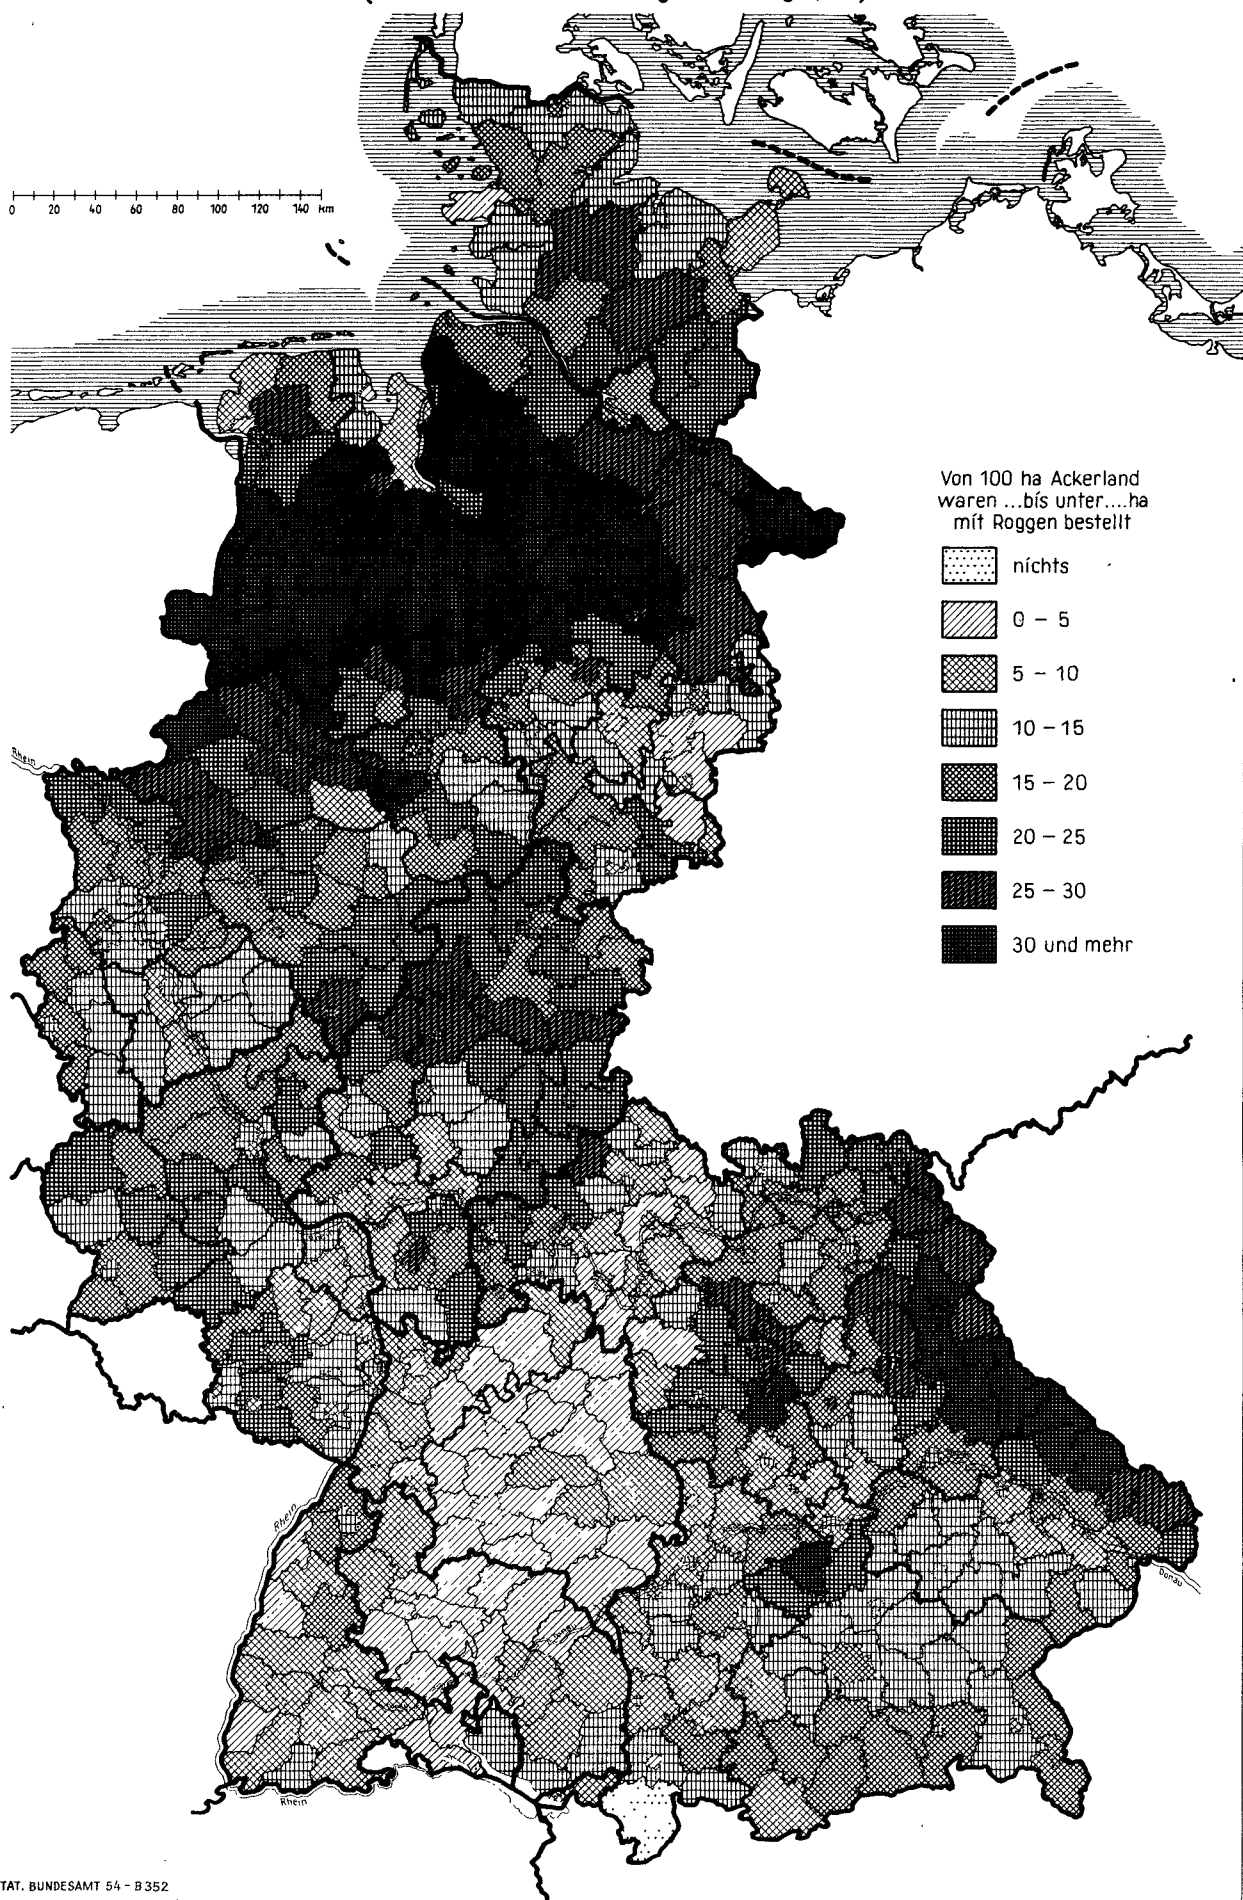 0 20 40 60 80 100 120 140 km
Von 100 ha Ackerland
waren ...bis unter....ha
mit Roggen bestellt
nichts
0 – 5
5 – 10
10 – 15
15 – 20
20 – 25
25 – 30
30 und mehr
Rhein
Rhein
Donau
Donau
Rhein
TAT. BUNDESAMT 54 – B 352